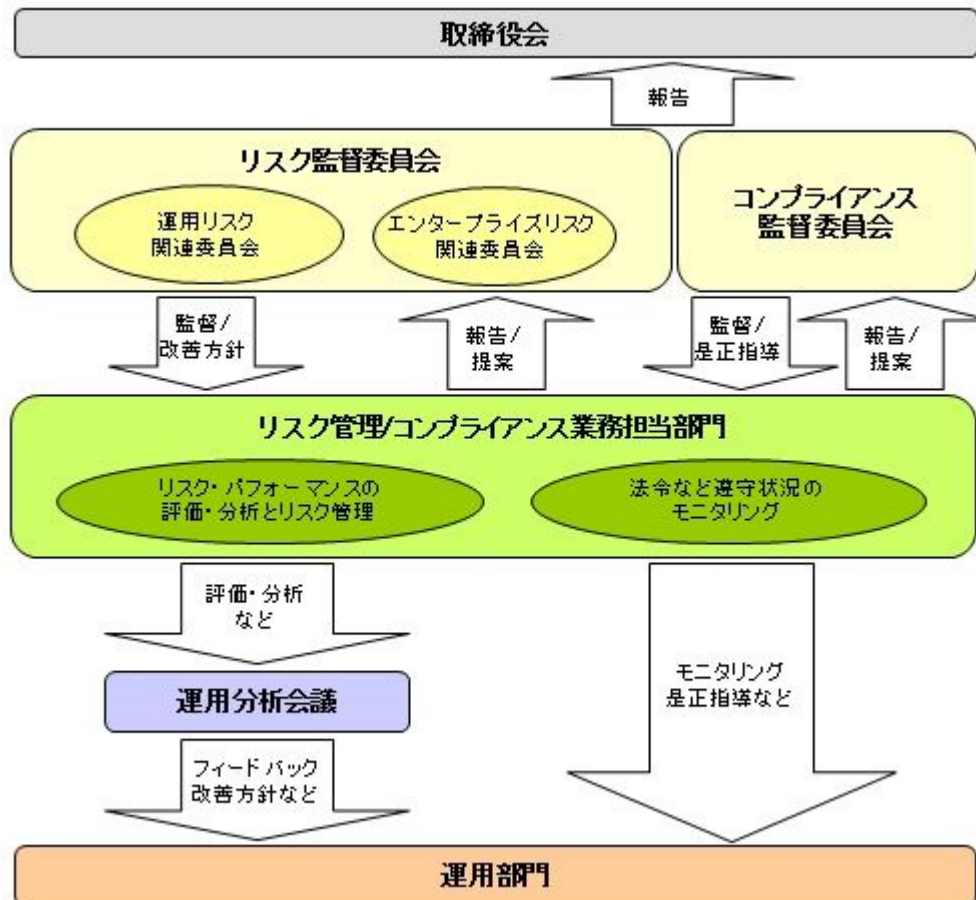 取締役会
報告
リスク監督委員会
運用リスク
関連委員会
エンタープライズリスク
関連委員会
コンプライアンス
監督委員会
監督/
改善方針
報告/
提案
監督/
是正指導
報告/
提案
リスク管理/コンプライアンス業務担当部門
リスク・パフォーマンスの
評価・分析とリスク管理
法令など遵守状況の
モニタリング
評価・分析
など
運用分析会議
モニタリング
是正指導など
フィードバック
改善方針など
運用部門